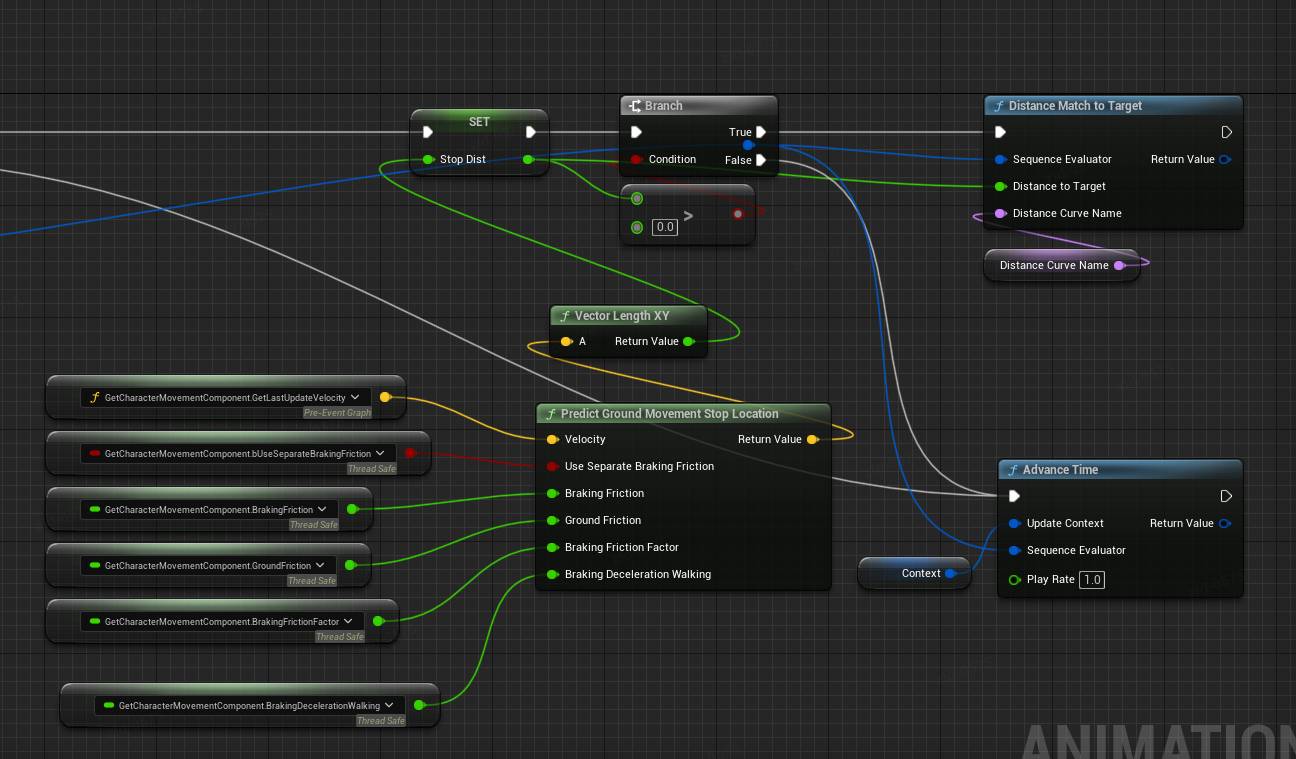 SET
Stop Dist
Branch
True
Condition
False
>
0.0
Distance Match to Target
Sequence Evaluator
Return Value
Distance to Target
Distance Curve Name
Distance Curve Name
Vector Length XY
A
Return Value
GetCharacterMovementComponent.GetLastUpdateVelocity
Pre-Event Graph
GetCharacterMovementComponent.bUseSeparateBrakingFriction
Thread Safe
GetCharacterMovementComponent.BrakingFriction
Thread Safe
GetCharacterMovementComponent.GroundFriction
Thread Safe
GetCharacterMovementComponent.BrakingFrictionFactor
Thread Safe
GetCharacterMovementComponent.BrakingDecelerationWalking
Thread Safe
Predict Ground Movement Stop Location
Velocity
Return Value
Use Separate Braking Friction
Braking Friction
Ground Friction
Braking Friction Factor
Braking Deceleration Walking
Context
Advance Time
Update Context
Return Value
Sequence Evaluator
Play Rate 1.0
ANIMATION